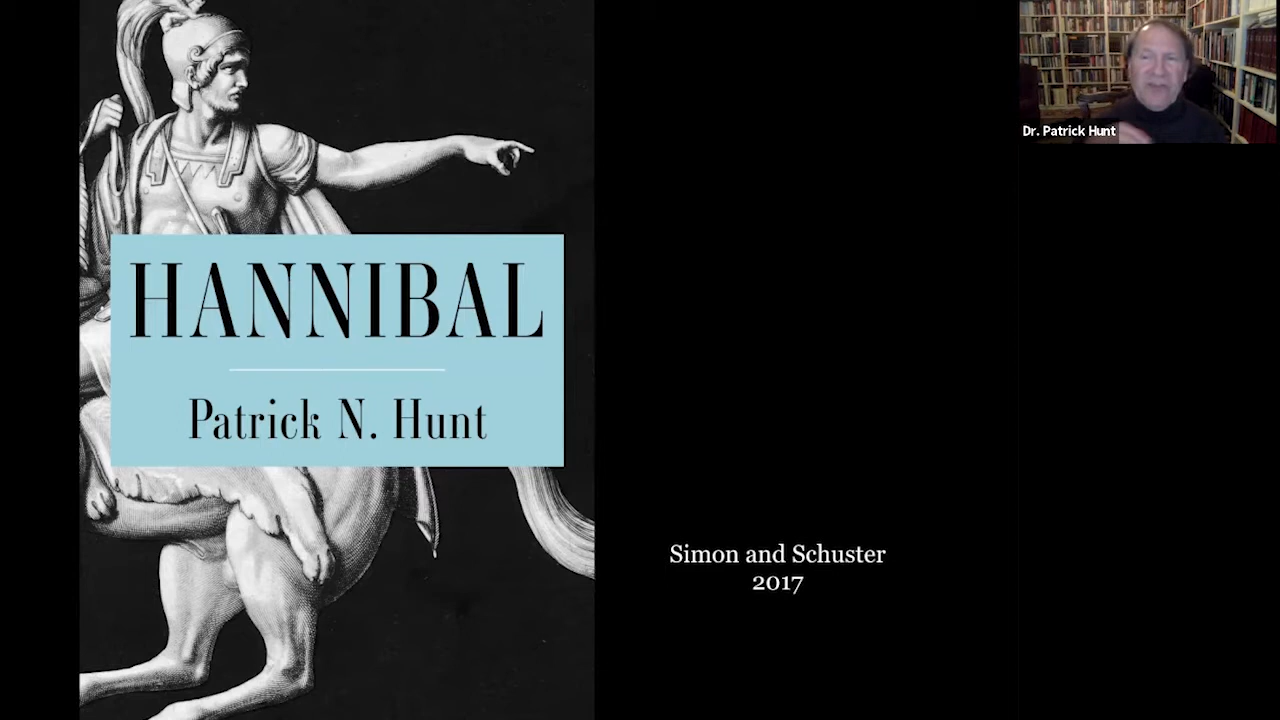 HANNIBAL
Patrick N. Hunt
Simon and Schuster
2017
Dr. Patrick Hunt